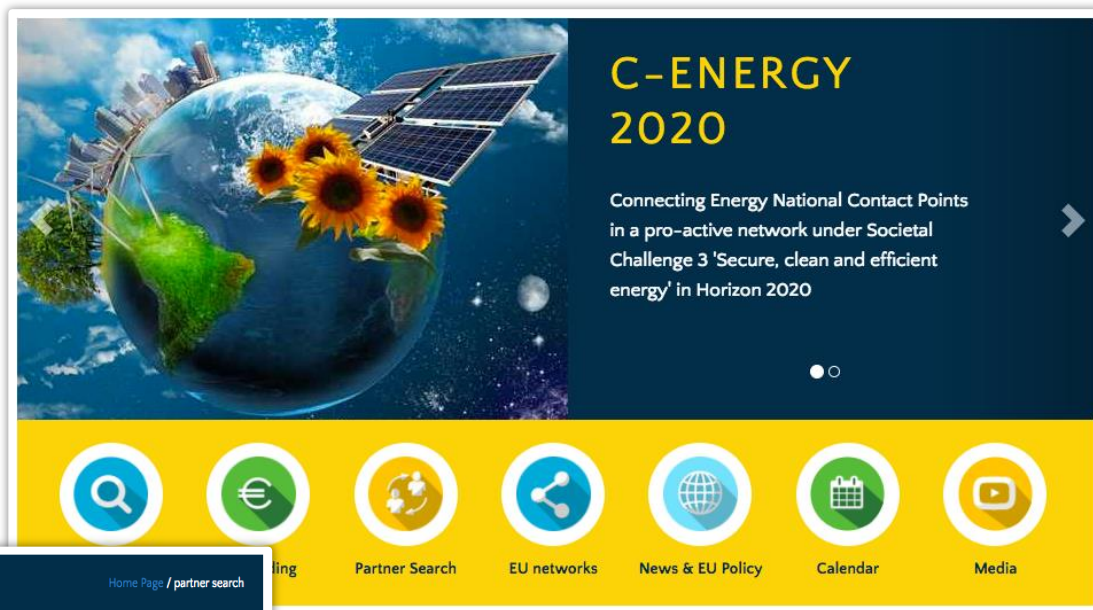 C-ENERGY
2020
Connecting Energy National Contact Points
in a pro-active network under Societal
Challenge 3 'Secure, clean and efficient
energy' in Horizon 2020
Partner Search
EU networks
News & EU Policy
Calendar
Media
Home Page / partner search